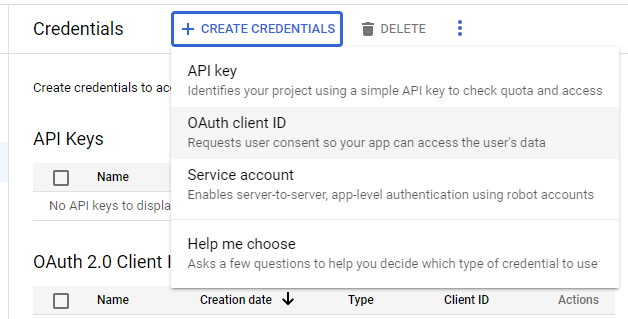 Credentials
+ CREATE CREDENTIALS
DELETE
API key
Identifies your project using a simple API key to check quota and access
Create credentials to acc
OAuth client ID
Requests user consent so your app can access the user's data
API Keys
Service account
Name
Enables server-to-server, app-level authentication using robot accounts
No API keys to displa
Help me choose
Asks a few questions to help you decide which type of credential to use
OAuth 2.0 Client I
Name Creation date ↓ Type Client ID Actions